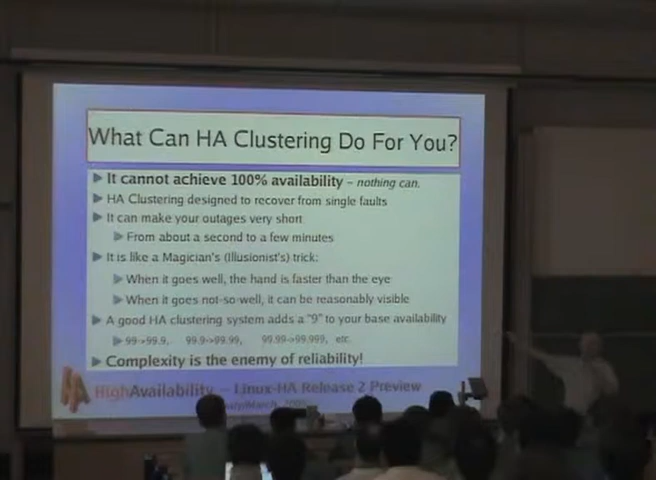 What Can HA Clustering Do For You?
It cannot achieve 100% availability – nothing can.
HA Clustering designed to recover from single faults
It can make your outages very short
From about a second to a few minutes
It is like a Magician's (Illusionist's) trick:
When it goes well, the hand is faster than the eye
When it goes not-so-well, it can be reasonably visible
A good HA clustering system adds a "9" to your base availability
99->99.9, 99.9->99.99, 99.99->99.999, etc.
Complexity is the enemy of reliability!
HA HighAvailability – Linux-HA Release 2 Preview